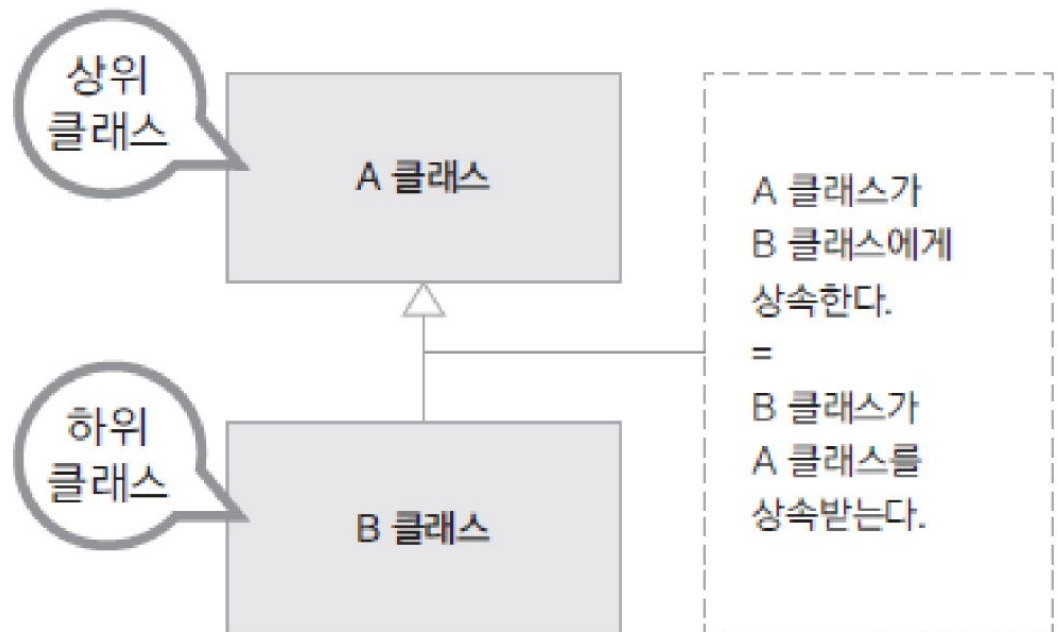 상위
클래스
A 클래스
하위
클래스
B 클래스
A 클래스가
B 클래스에게
상속한다.
=
B 클래스가
A 클래스를
상속받는다.